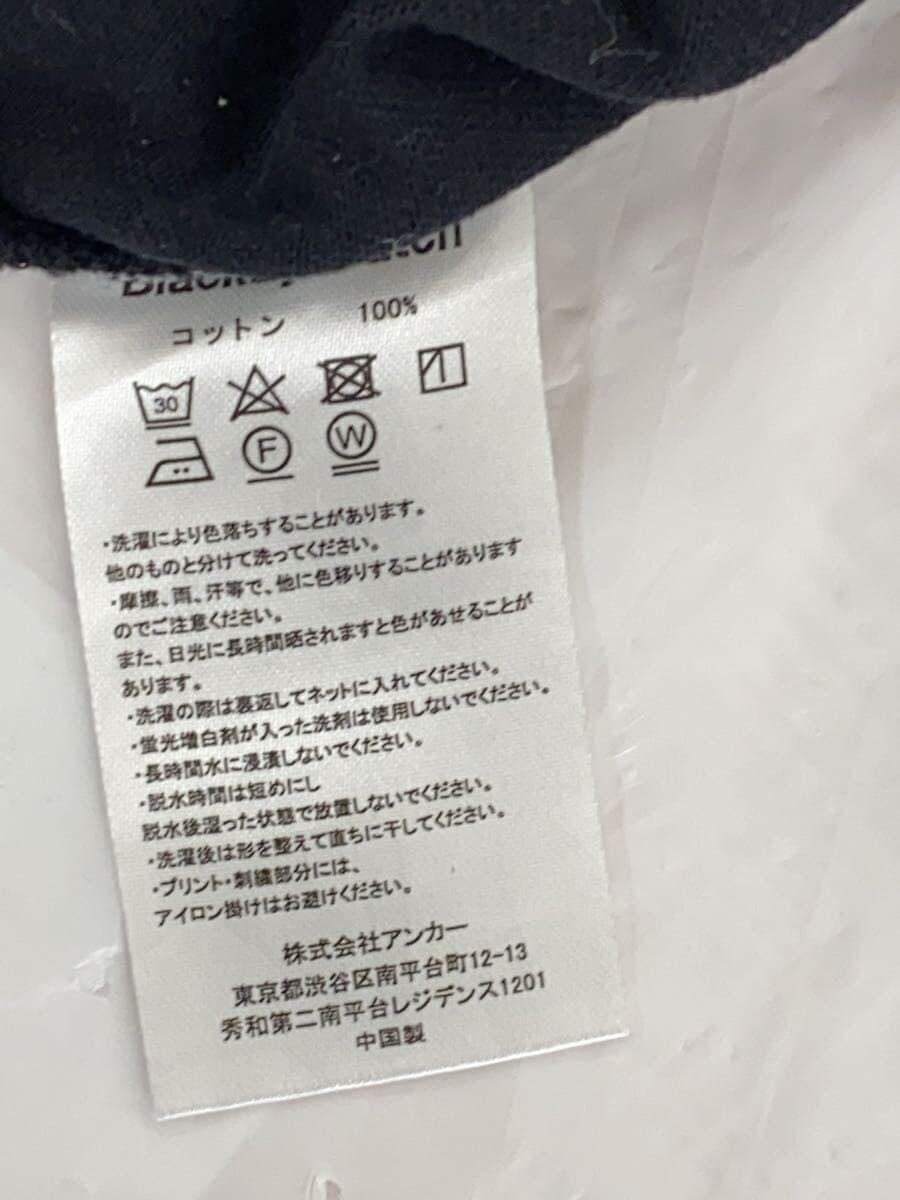 コットン 100%
30
F W
・洗濯により色落ちすることがあります。
他のものと分けて洗ってください。
・摩擦、雨、汗等で、他に色移りすることがあります
のでご注意ください。
また、日光に長時間晒されますと色があせることが
あります。
・洗濯の際は裏返してネットに入れてください。
・蛍光増白剤が入った洗剤は使用しないでください。
・長時間水に浸漬しないでください。
・脱水時間は短めにし
脱水後湿った状態で放置しないでください。
・洗濯後は形を整えて直ちに干してください。
・プリント・刺繍部分には、
アイロン掛けはお避けください。
株式会社アンカー
東京都渋谷区南平台町12-13
秀和第二南平台レジデンス1201
中国製